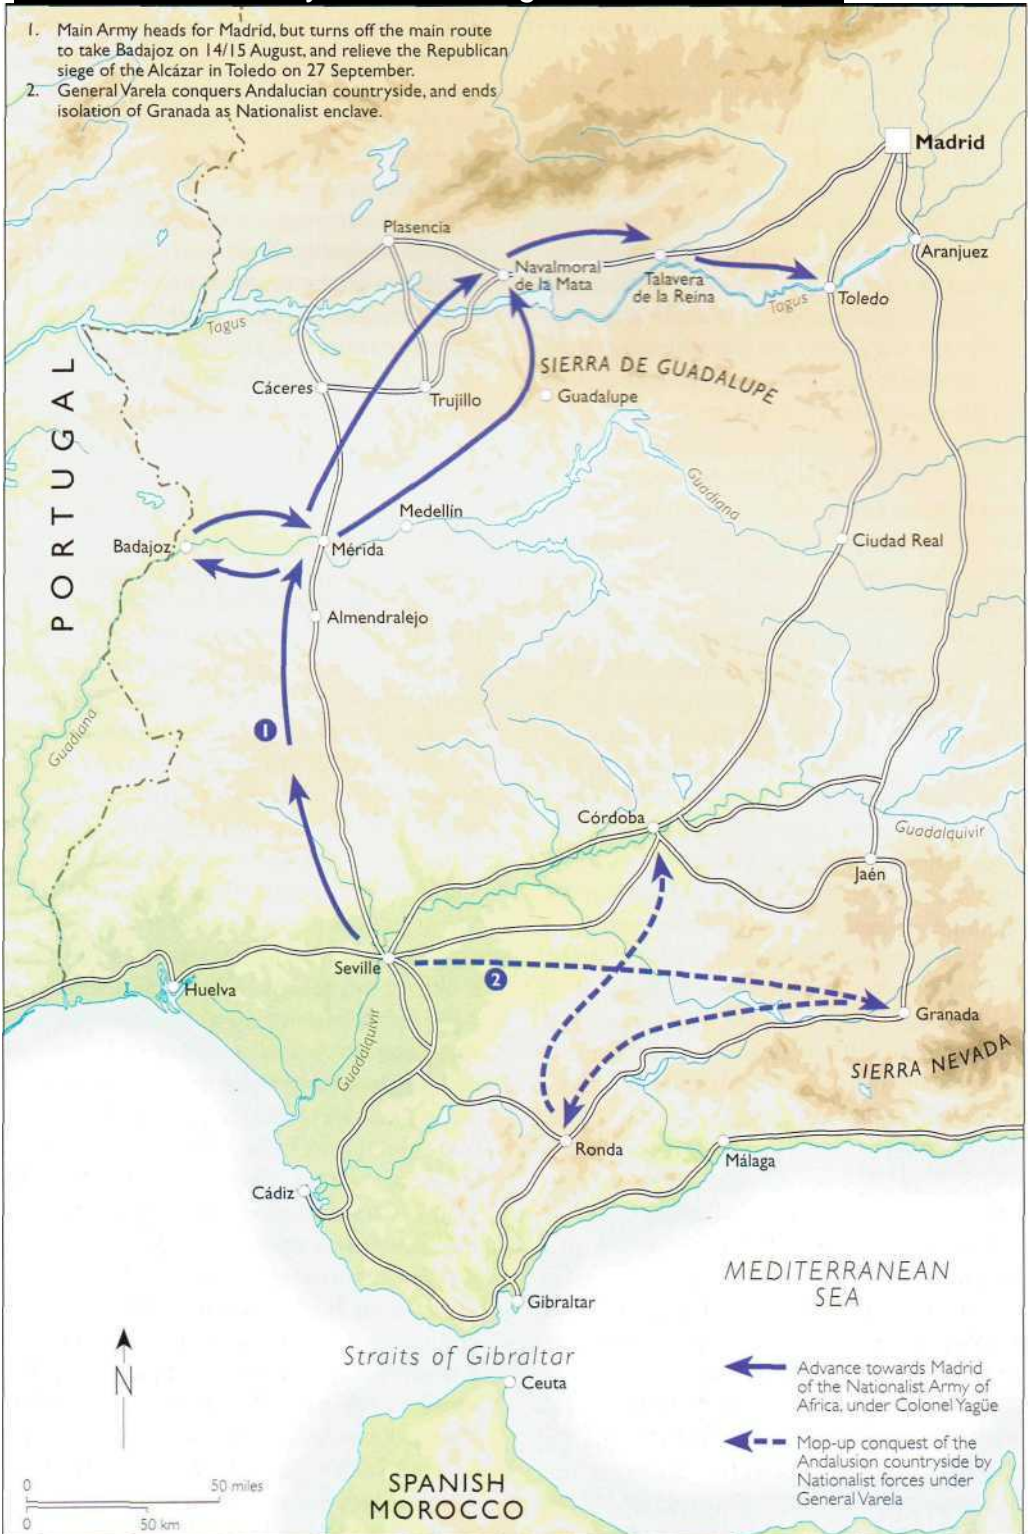 1. Main Army heads for Madrid, but turns off the main route
to take Badajoz on 14/15 August, and relieve the Republican
siege of the Alcázar in Toledo on 27 September.
2. General Varela conquers Andalucian countryside, and ends
isolation of Granada as Nationalist enclave.
Madrid
Plasencia
Aranjuez
Navalmoral
de la Mata
Talavera
de la Reina
Tagus
Toledo
Tagus
PORTUGAL
SIERRA DE GUADALUPE
Cáceres
Trujillo
Guadalupe
Guadiana
Medellín
Badajoz
Mérida
Ciudad Real
Almendralejo
Guadiana
1
Córdoba
Guadalquivir
Jaén
Seville
2
Huelva
Granada
Guadalquivir
SIERRA NEVADA
Ronda
Málaga
Cádiz
MEDITERRANEAN
SEA
Gibraltar
Straits of Gibraltar
Ceuta
N
Advance towards Madrid
of the Nationalist Army of
Africa, under Colonel Yagüe
Mop-up conquest of the
Andalusion countryside by
Nationalist forces under
General Varela
SPANISH
MOROCCO
0 50 miles
0 50 km